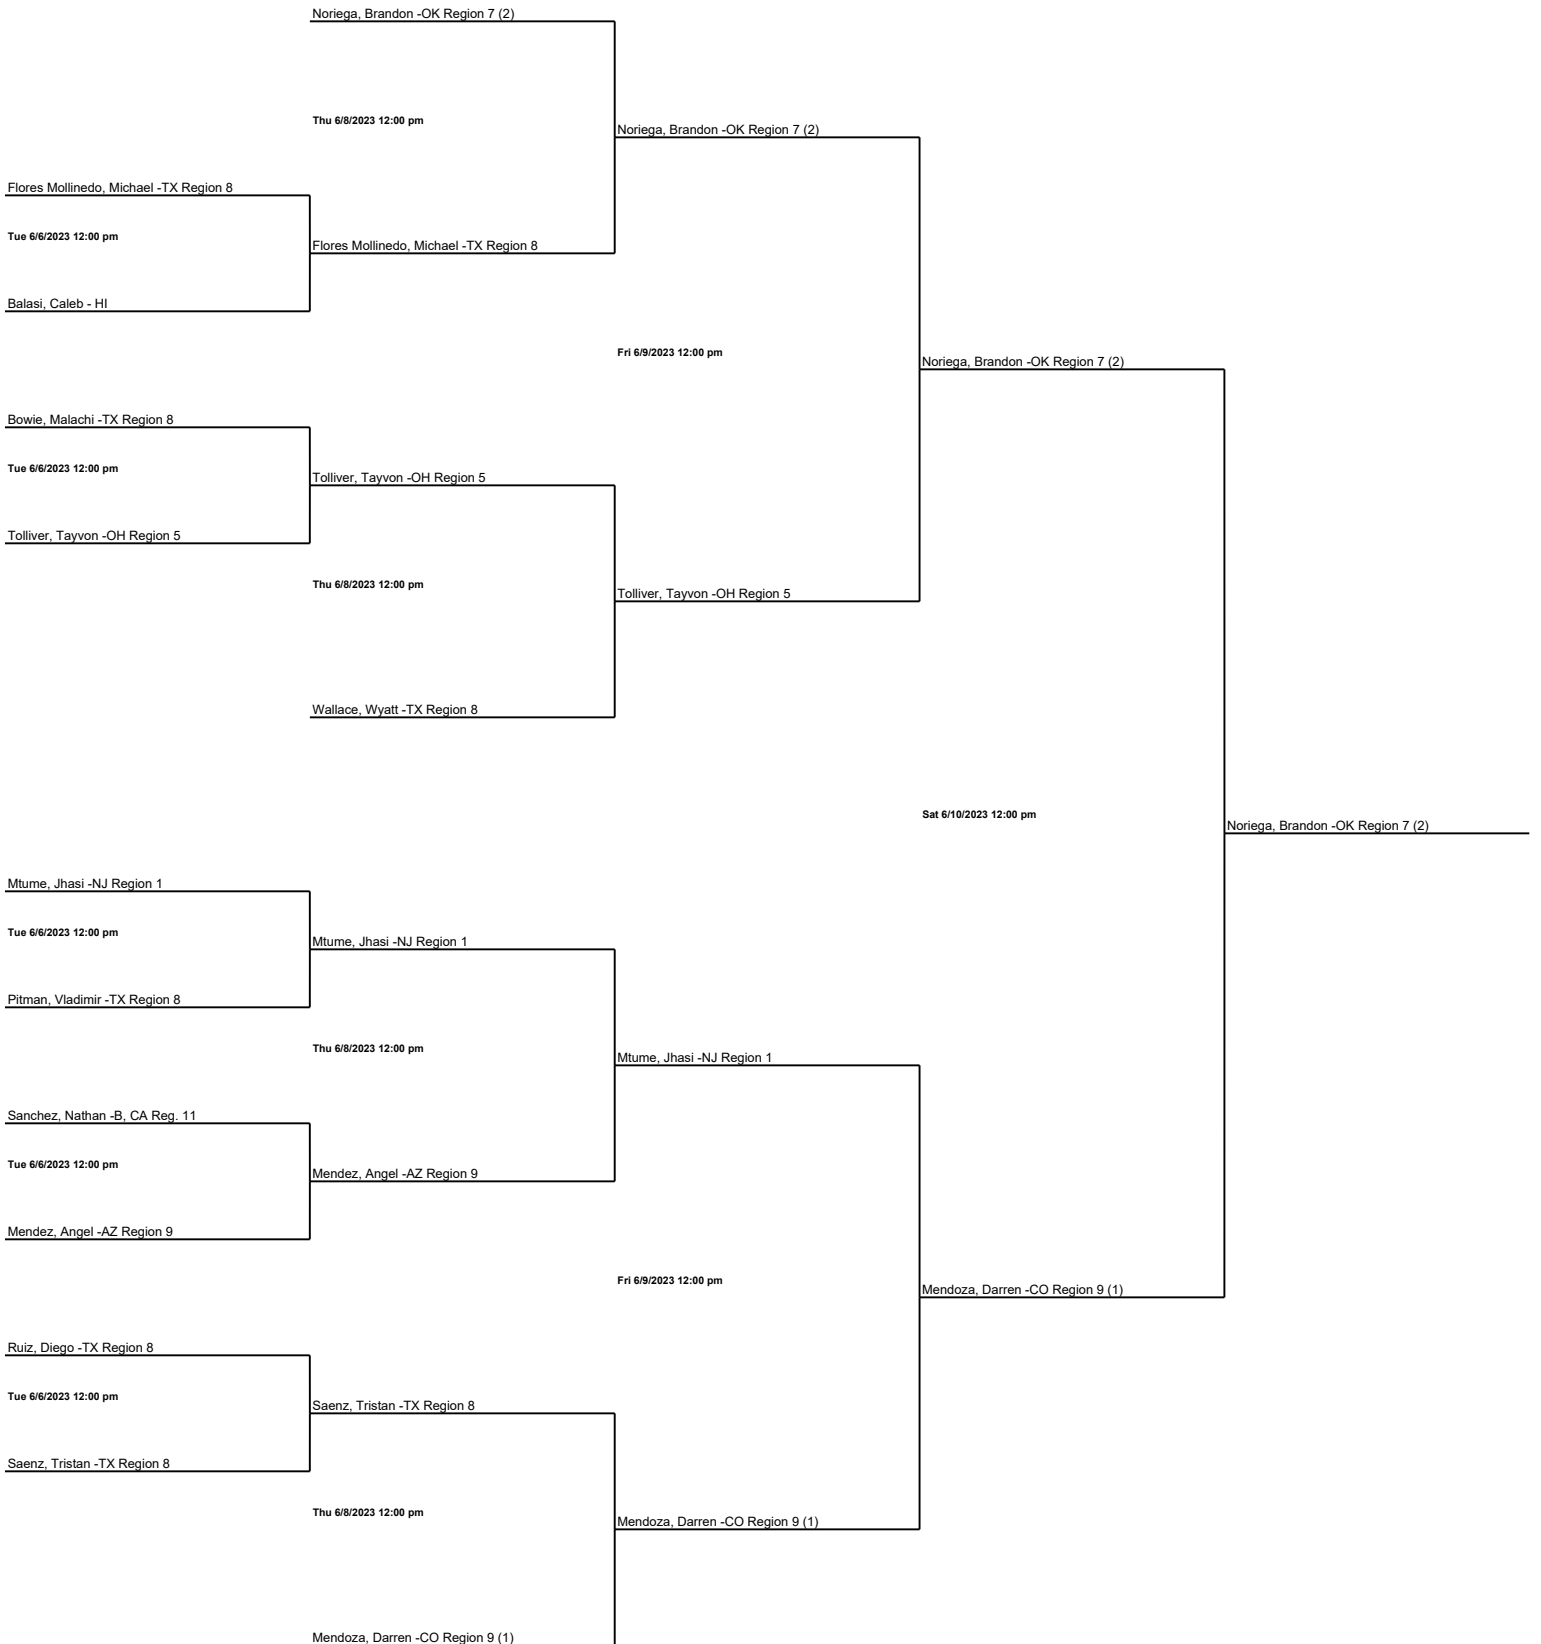 Noriega, Brandon -OK Region 7 (2)
Thu 6/8/2023 12:00 pm
Noriega, Brandon -OK Region 7 (2)
Flores Mollinedo, Michael -TX Region 8
Tue 6/6/2023 12:00 pm
Flores Mollinedo, Michael -TX Region 8
Balasi, Caleb - HI
Fri 6/9/2023 12:00 pm
Noriega, Brandon -OK Region 7 (2)
Bowie, Malachi -TX Region 8
Tue 6/6/2023 12:00 pm
Tolliver, Tayvon -OH Region 5
Tolliver, Tayvon -OH Region 5
Thu 6/8/2023 12:00 pm
Tolliver, Tayvon -OH Region 5
Wallace, Wyatt -TX Region 8
Sat 6/10/2023 12:00 pm
Noriega, Brandon -OK Region 7 (2)
Mtume, Jhasi -NJ Region 1
Tue 6/6/2023 12:00 pm
Mtume, Jhasi -NJ Region 1
Pitman, Vladimir -TX Region 8
Thu 6/8/2023 12:00 pm
Mtume, Jhasi -NJ Region 1
Sanchez, Nathan -B, CA Reg. 11
Tue 6/6/2023 12:00 pm
Mendez, Angel -AZ Region 9
Mendez, Angel -AZ Region 9
Fri 6/9/2023 12:00 pm
Mendoza, Darren -CO Region 9 (1)
Ruiz, Diego -TX Region 8
Tue 6/6/2023 12:00 pm
Saenz, Tristan -TX Region 8
Saenz, Tristan -TX Region 8
Thu 6/8/2023 12:00 pm
Mendoza, Darren -CO Region 9 (1)
Mendoza, Darren -CO Region 9 (1)